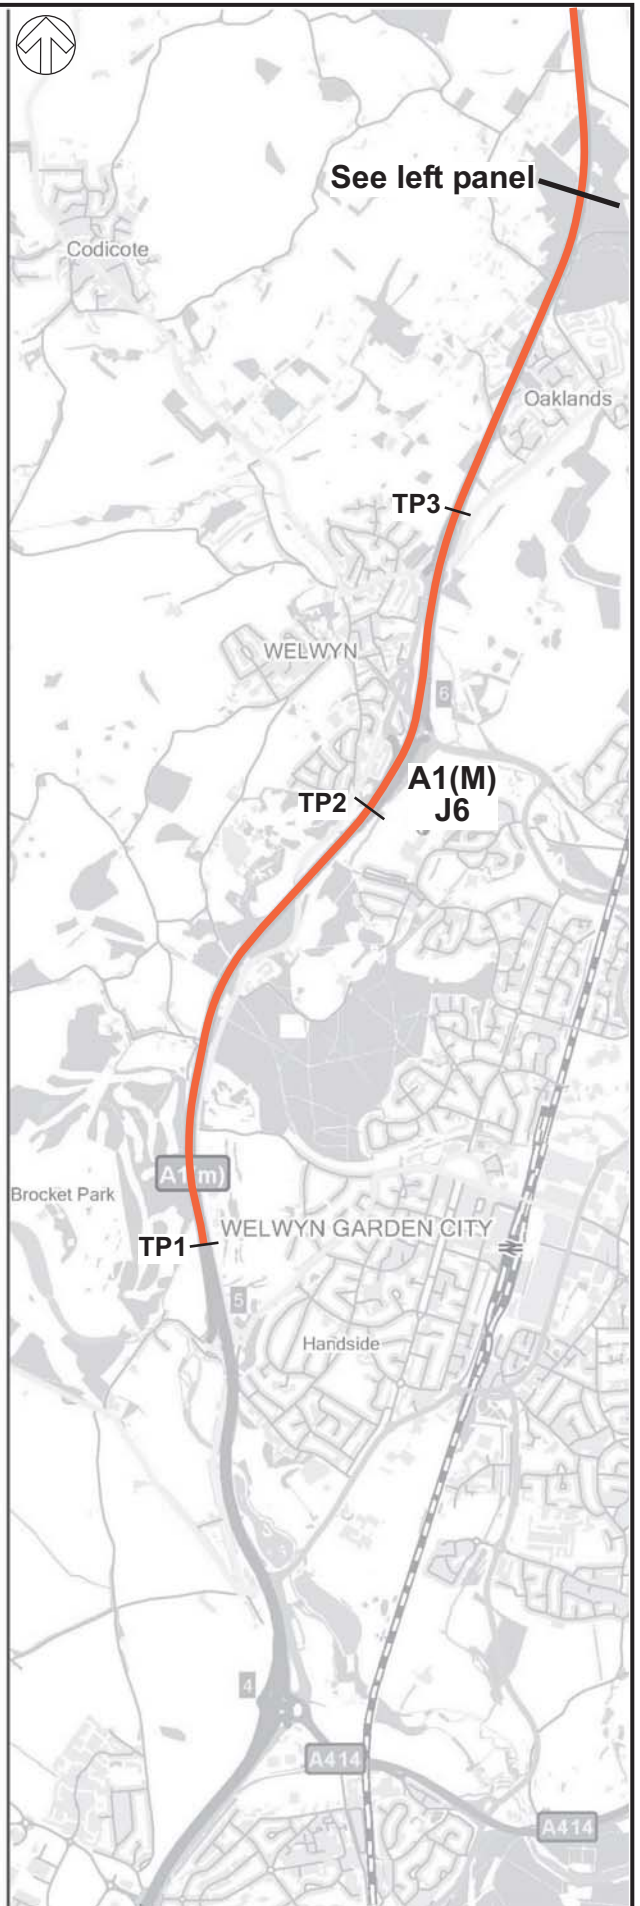 See left panel
Codicote
Oaklands
TP3
WELWYN
6
A1(M)
J6
TP2
A1(m)
Brocket Park
WELWYN GARDEN CITY
TP1
5
Handside
4
A414
A414